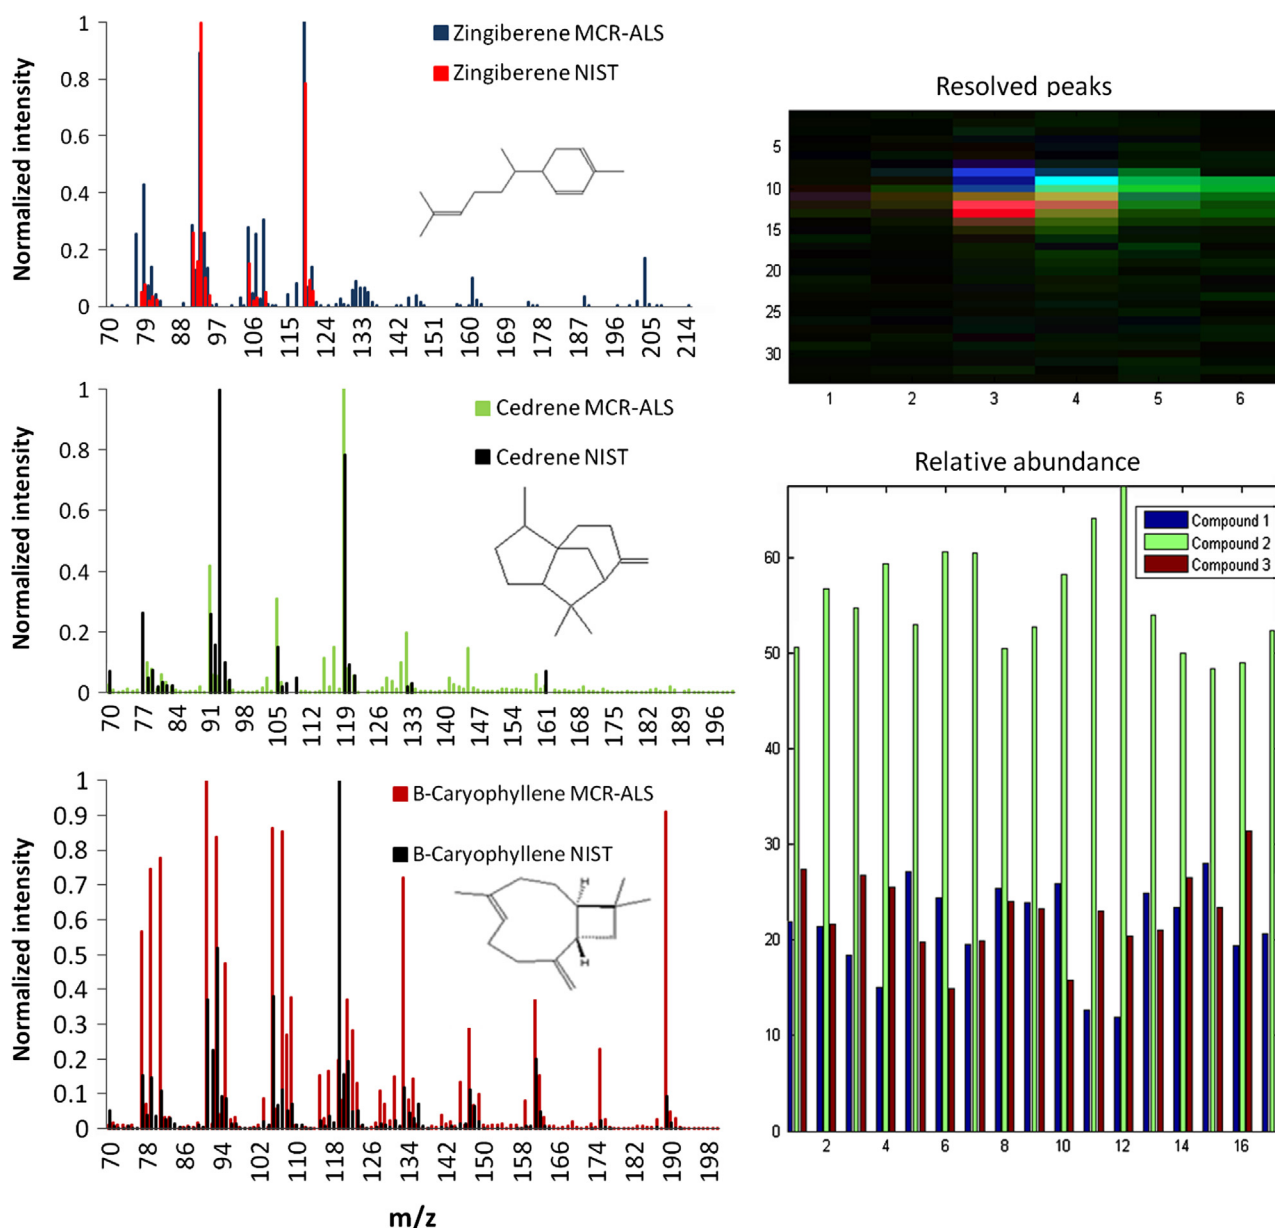 Zingiberene MCR-ALS
Zingiberene NIST
Normalized intensity
1
0.8
0.6
0.4
0.2
0
70 79 88 97 106 115 124 133 142 151 160 169 178 187 196 205 214
Cedrene MCR-ALS
Cedrene NIST
Normalized intensity
1
0.8
0.6
0.4
0.2
0
70 77 84 91 98 105 112 119 126 133 140 147 154 161 168 175 182 189 196
B-Caryophyllene MCR-ALS
B-Caryophyllene NIST
H
H
Normalized intensity
1
0.9
0.8
0.7
0.6
0.5
0.4
0.3
0.2
0.1
0
70 78 86 94 102 110 118 126 134 142 150 158 166 174 182 190 198
m/z
Resolved peaks
5
10
15
20
25
30
1 2 3 4 5 6
Relative abundance
Compound 1
Compound 2
Compound 3
60
50
40
30
20
10
0
2 4 6 8 10 12 14 16